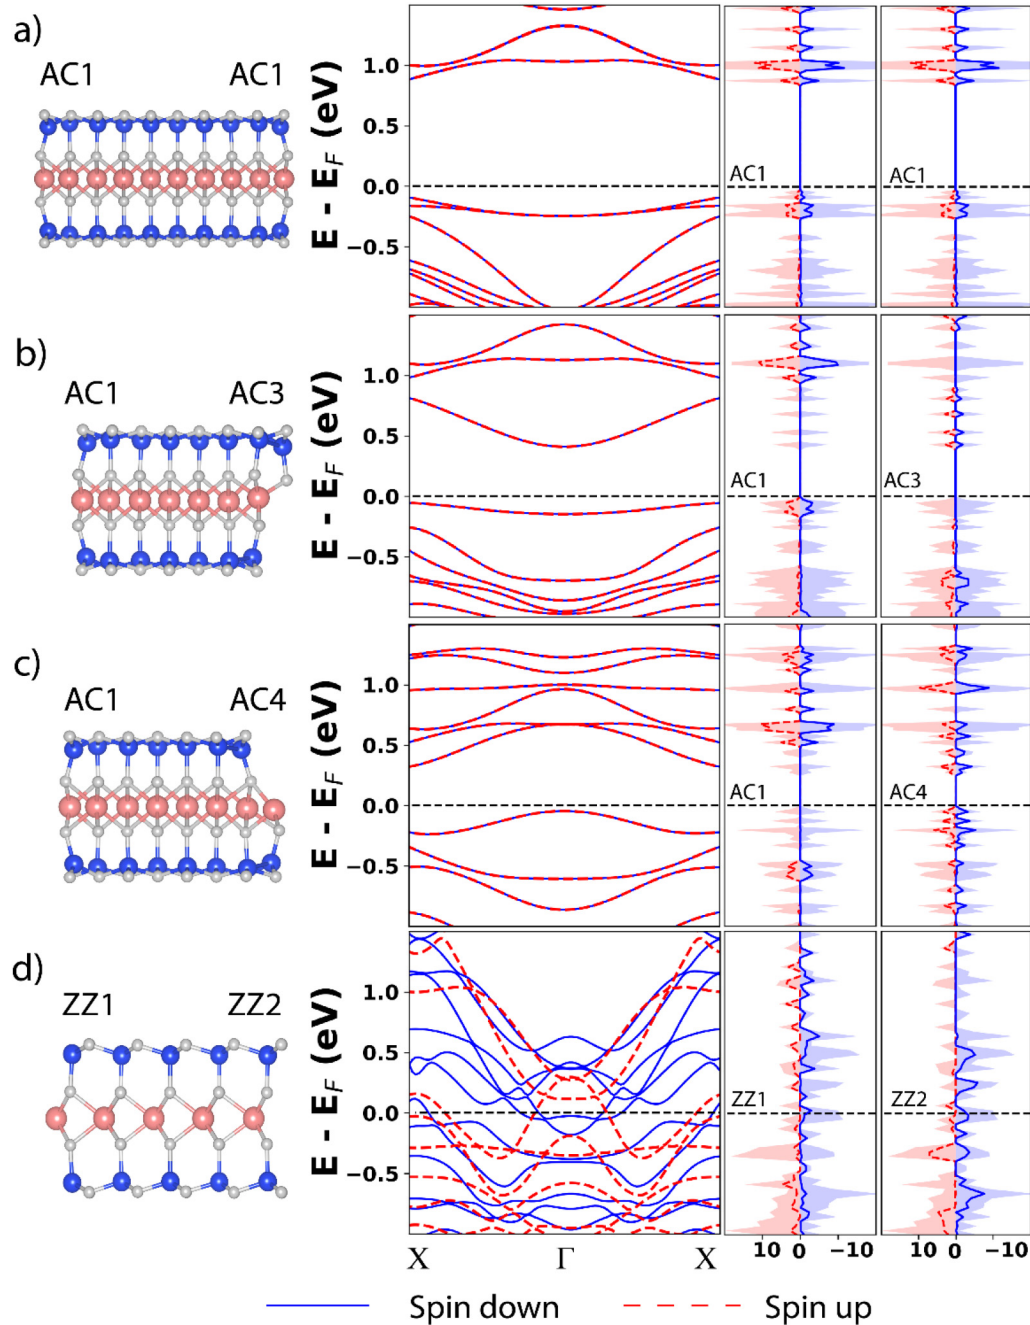 a)
AC1 AC1
E - E_F (eV)
1.0
0.5
0.0
−0.5
AC1
AC1
b)
AC1 AC3
E - E_F (eV)
1.0
0.5
0.0
−0.5
AC1
AC3
c)
AC1 AC4
E - E_F (eV)
1.0
0.5
0.0
−0.5
AC1
AC4
d)
ZZ1 ZZ2
E - E_F (eV)
1.0
0.5
0.0
−0.5
ZZ1
ZZ2
X Γ X
10 0 −10
10 0 −10
Spin down Spin up